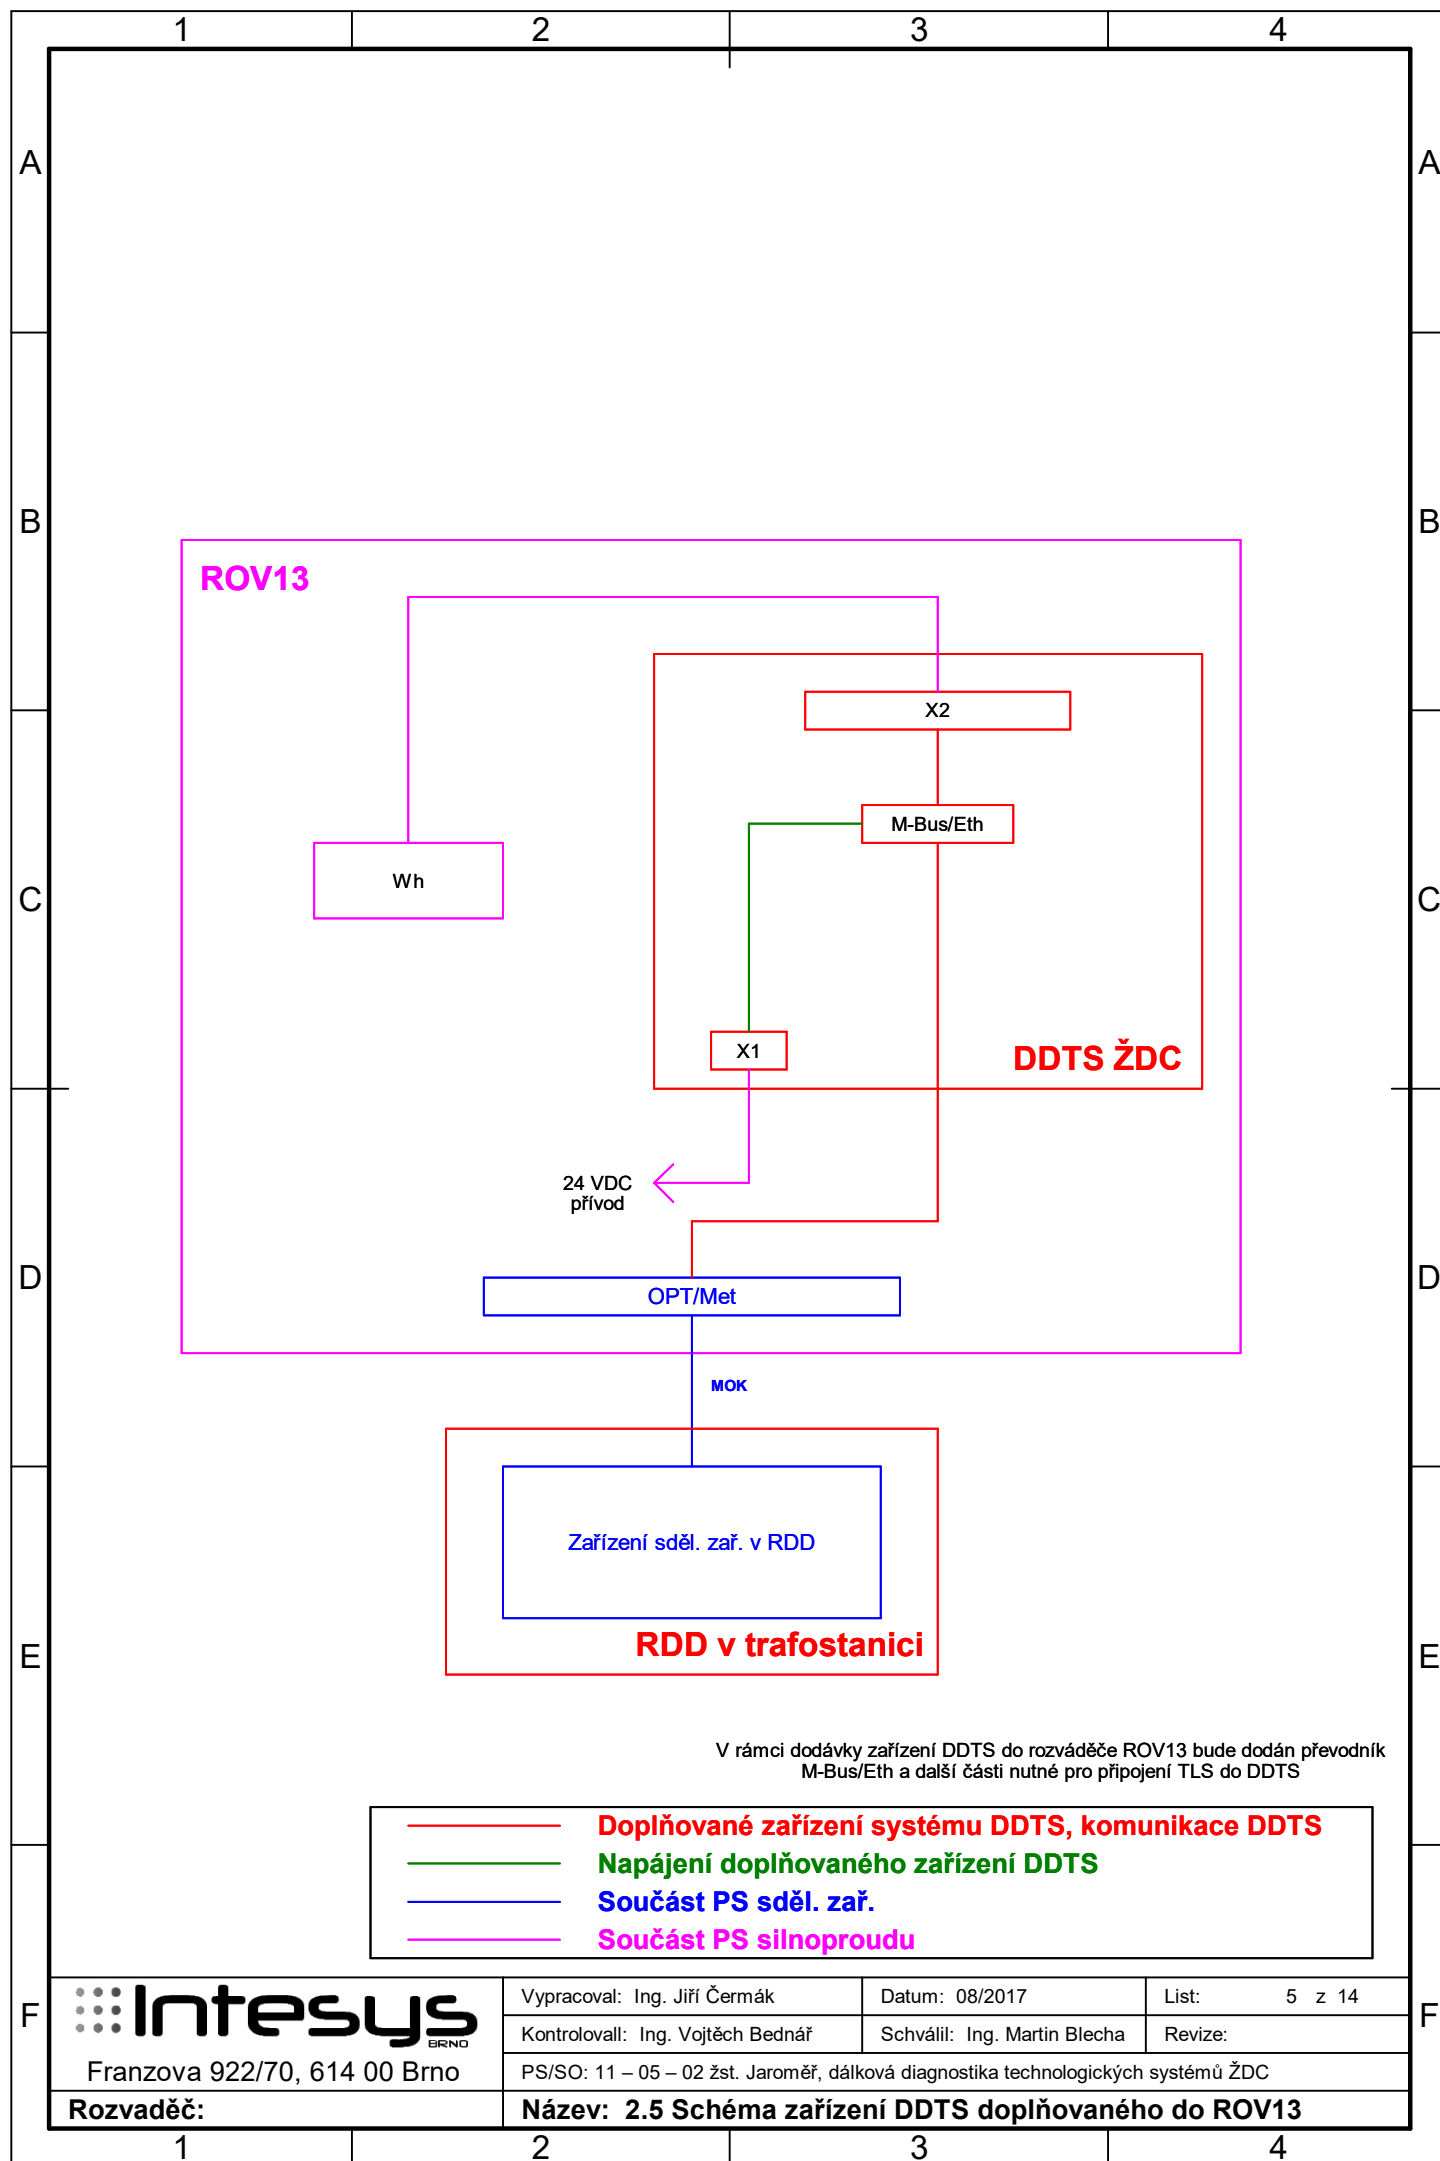 1 2 3 4
A A
B B
ROV13
X2
M-Bus/Eth
Wh
C C
X1
DDTS ŽDC
24 VDC
přívod
D D
OPT/Met
MOK
Zařízení sděl. zař. v RDD
RDD v trafostanici
E E
V rámci dodávky zařízení DDTS do rozváděče ROV13 bude dodán převodník
M-Bus/Eth a další části nutné pro připojení TLS do DDTS
Doplňované zařízení systému DDTS, komunikace DDTS
Napájení doplňovaného zařízení DDTS
Součást PS sděl. zař.
Součást PS silnoproudu
F F
Intesys
BRNO
Franzova 922/70, 614 00 Brno
Vypracoval: Ing. Jiří Čermák Datum: 08/2017 List: 5 z 14
Kontrolovall: Ing. Vojtěch Bednář Schválil: Ing. Martin Blecha Revize:
PS/SO: 11 – 05 – 02 žst. Jaroměř, dálková diagnostika technologických systémů ŽDC
Rozvaděč: Název: 2.5 Schéma zařízení DDTS doplňovaného do ROV13
1 2 3 4